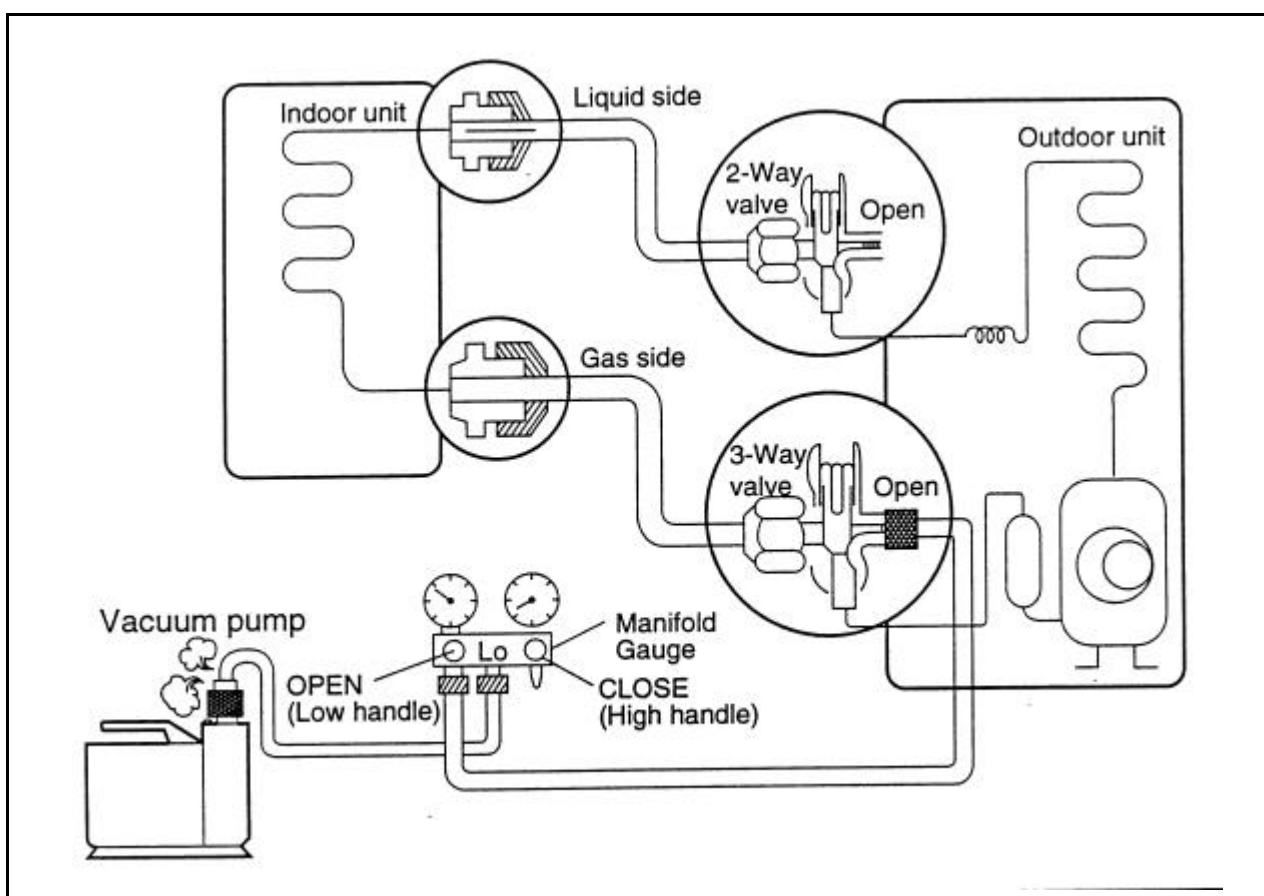 Indoor unit
Liquid side
Outdoor unit
2-Way
valve
Open
Gas side
3-Way
valve
Open
Vacuum pump
Manifold
Gauge
Lo
OPEN
(Low handle)
CLOSE
(High handle)